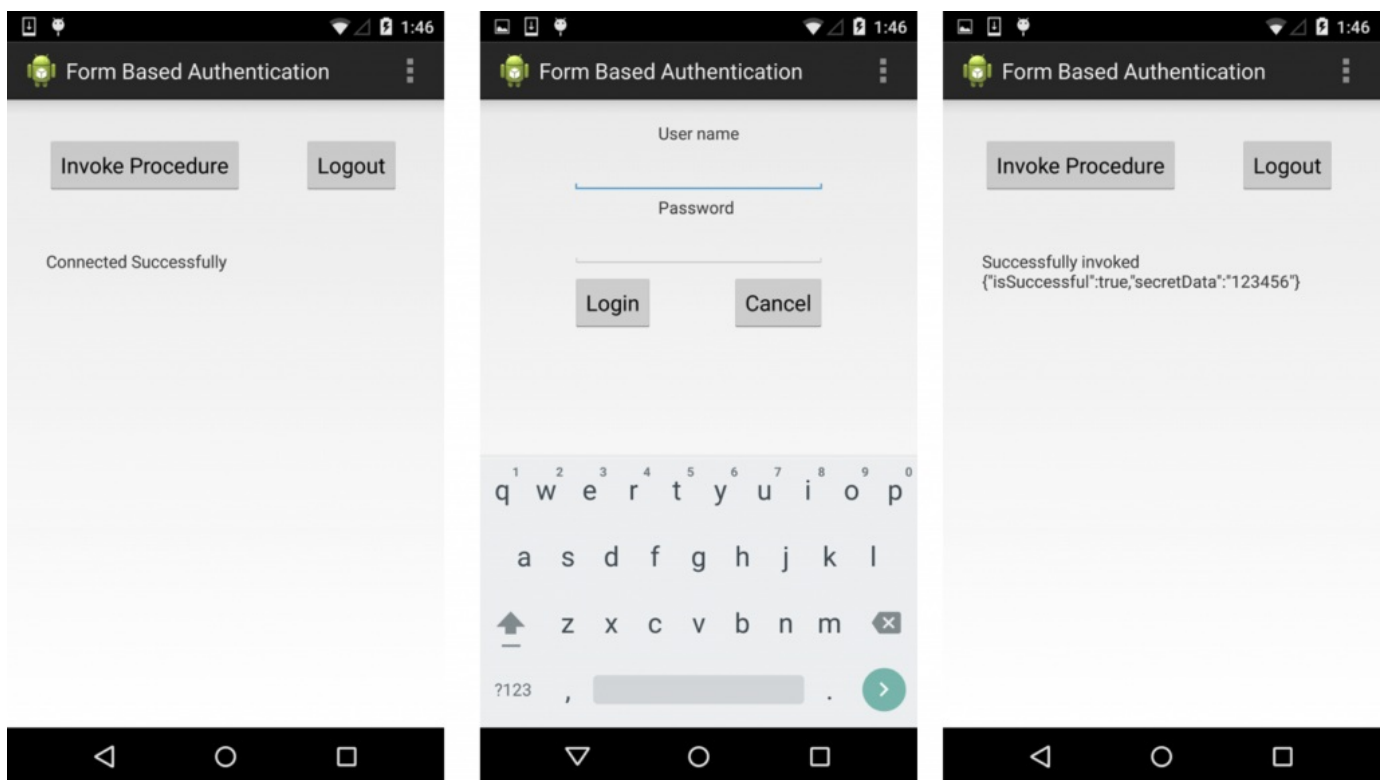 1:46
Form Based Authentication
Invoke Procedure
Logout
Connected Successfully
1:46
Form Based Authentication
User name
Password
Login
Cancel
1 2 3 4 5 6 7 8 9 0
q w e r t y u i o p
a s d f g h j k l
z x c v b n m
?123 , .
1:46
Form Based Authentication
Invoke Procedure
Logout
Successfully invoked
{"isSuccessful":true,"secretData":"123456"}